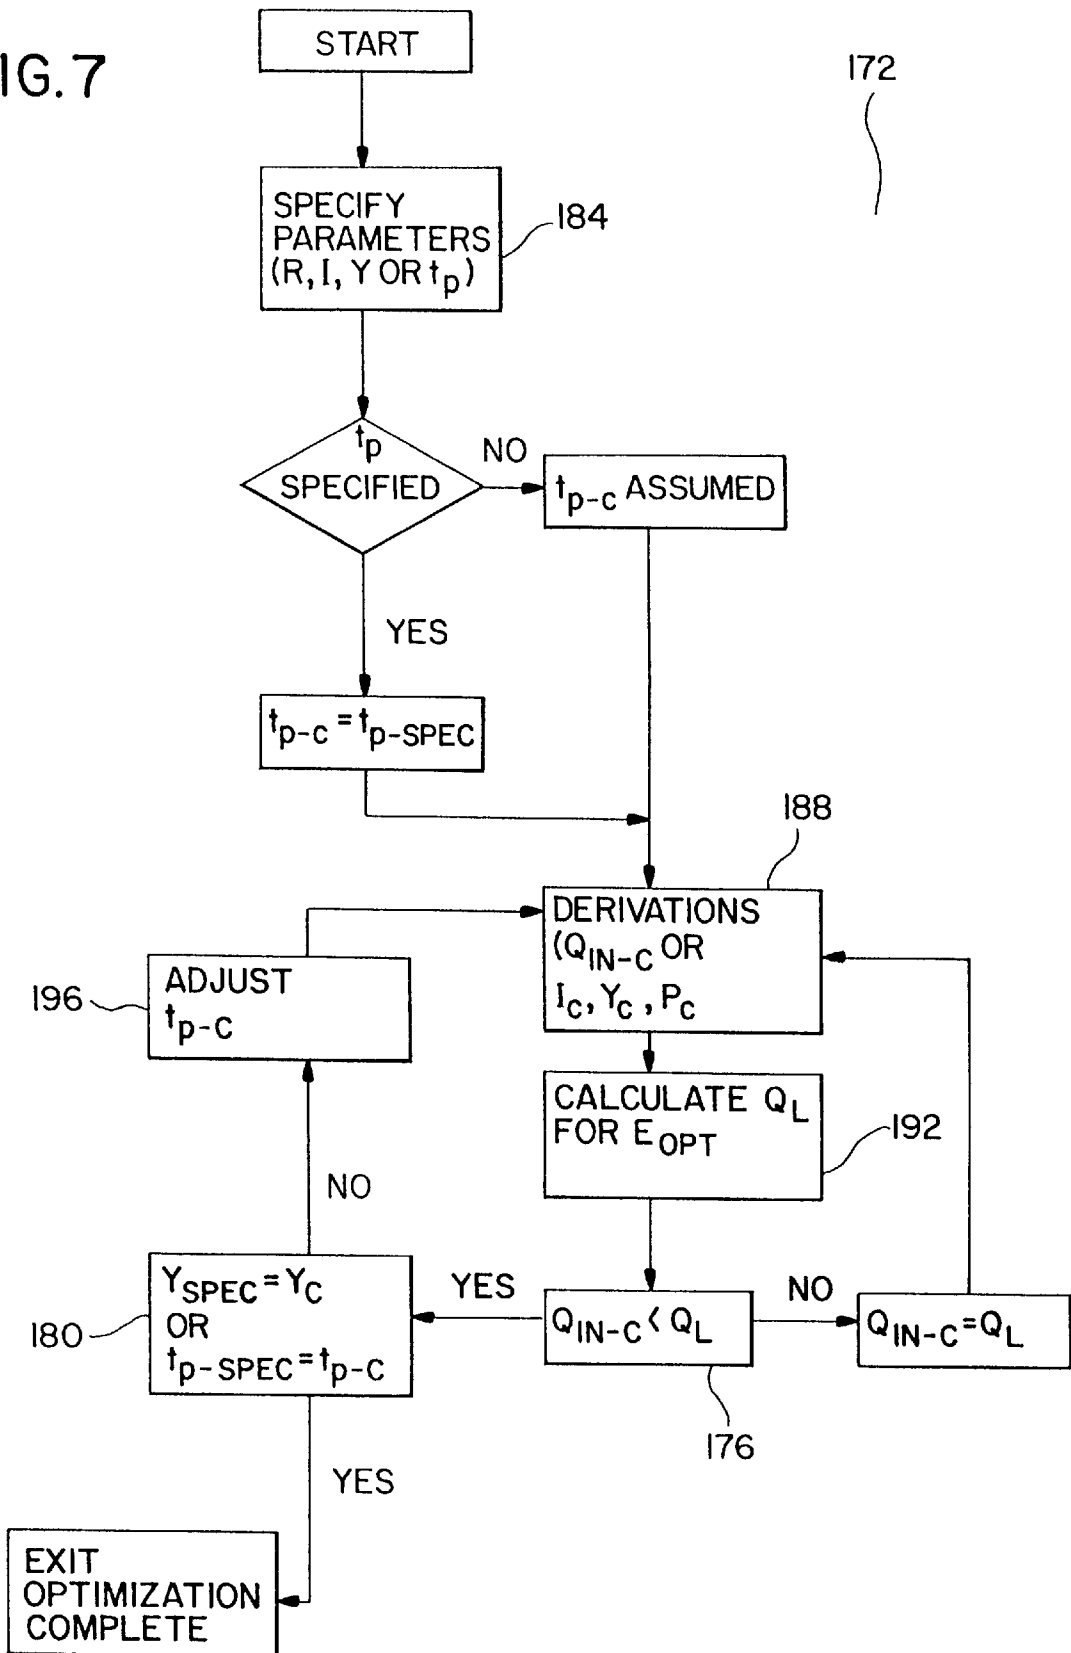 IG. 7
START
172
SPECIFY
PARAMETERS
(R, I, Y OR tp)
184
tp
SPECIFIED
NO
tp-c ASSUMED
YES
tp-c = tp-SPEC
188
DERIVATIONS
(QIN-C OR
IC, YC, PC
ADJUST
tp-C
196
CALCULATE QL
FOR EOPT
192
NO
YSPEC = YC
OR
tp-SPEC = tp-C
180
YES
QIN-C < QL
NO
QIN-C = QL
176
YES
EXIT
OPTIMIZATION
COMPLETE